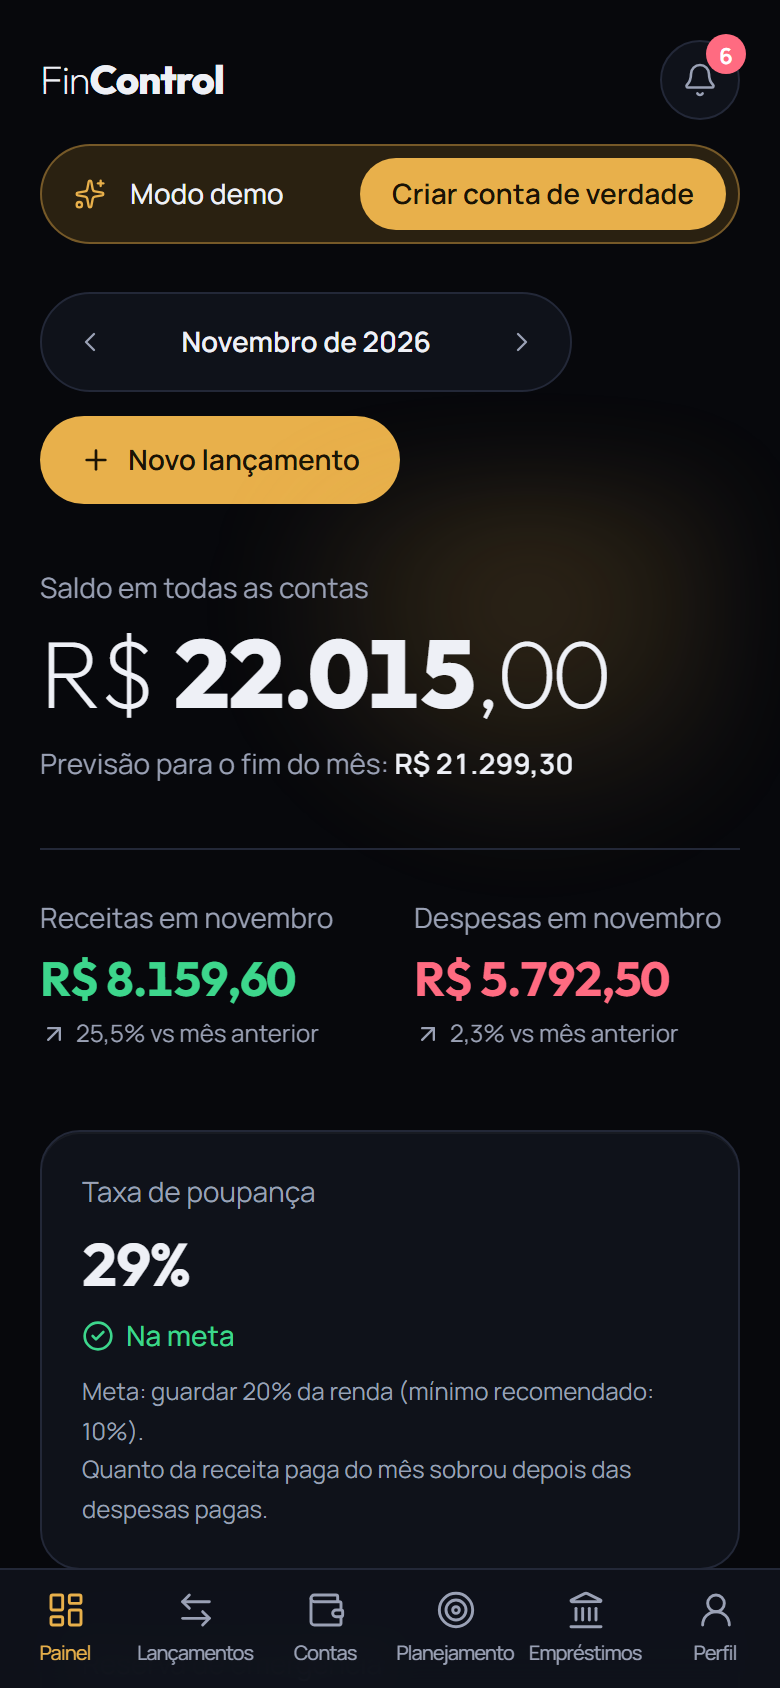 FinControl
6
Modo demo
Criar conta de verdade
Novembro de 2026
Novo lançamento
Saldo em todas as contas
R$ 22.015,00
Previsão para o fim do mês: R$ 21.299,30
Receitas em novembro
R$ 8.159,60
25,5% vs mês anterior
Despesas em novembro
R$ 5.792,50
2,3% vs mês anterior
Taxa de poupança
29%
Na meta
Meta: guardar 20% da renda (mínimo recomendado:
10%).
Quanto da receita paga do mês sobrou depois das
despesas pagas.
Painel
Lançamentos
Contas
Planejamento
Empréstimos
Perfil